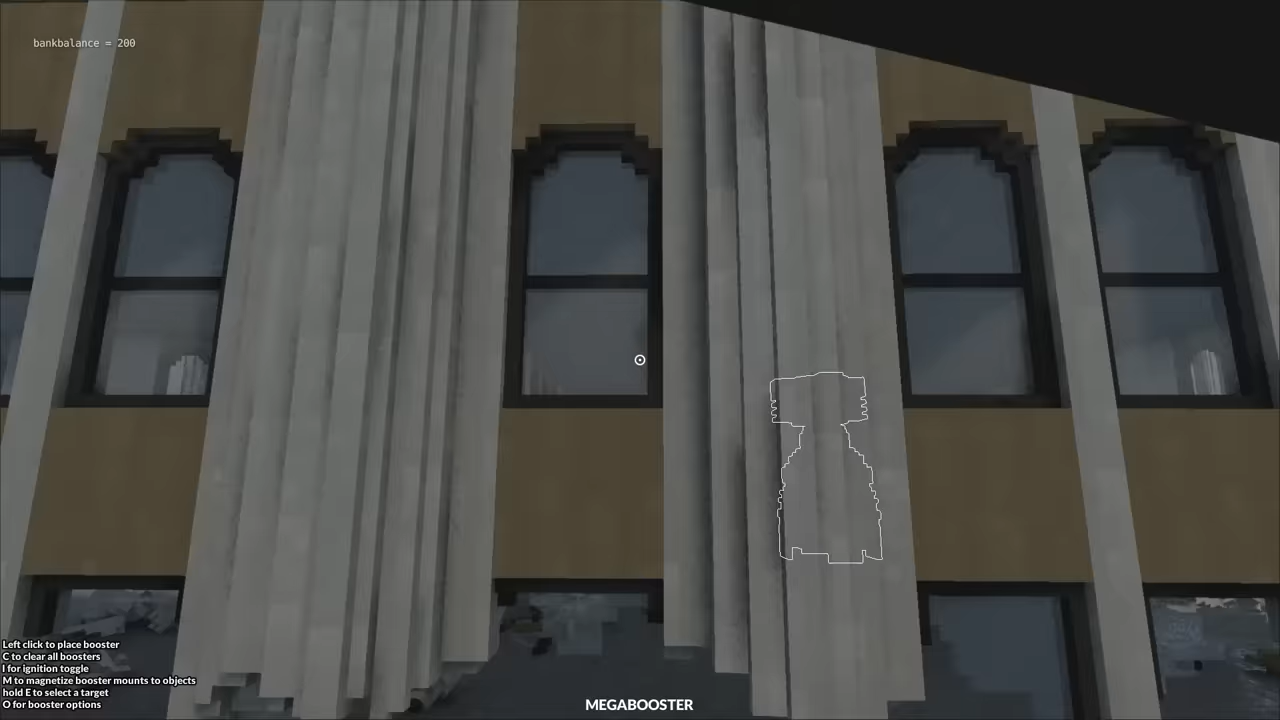 bankbalance = 200
Left click to place booster
C to clear all boosters
I for ignition toggle
M to magnetize booster mounts to objects
hold E to select a target
O for booster options
MEGABOOSTER